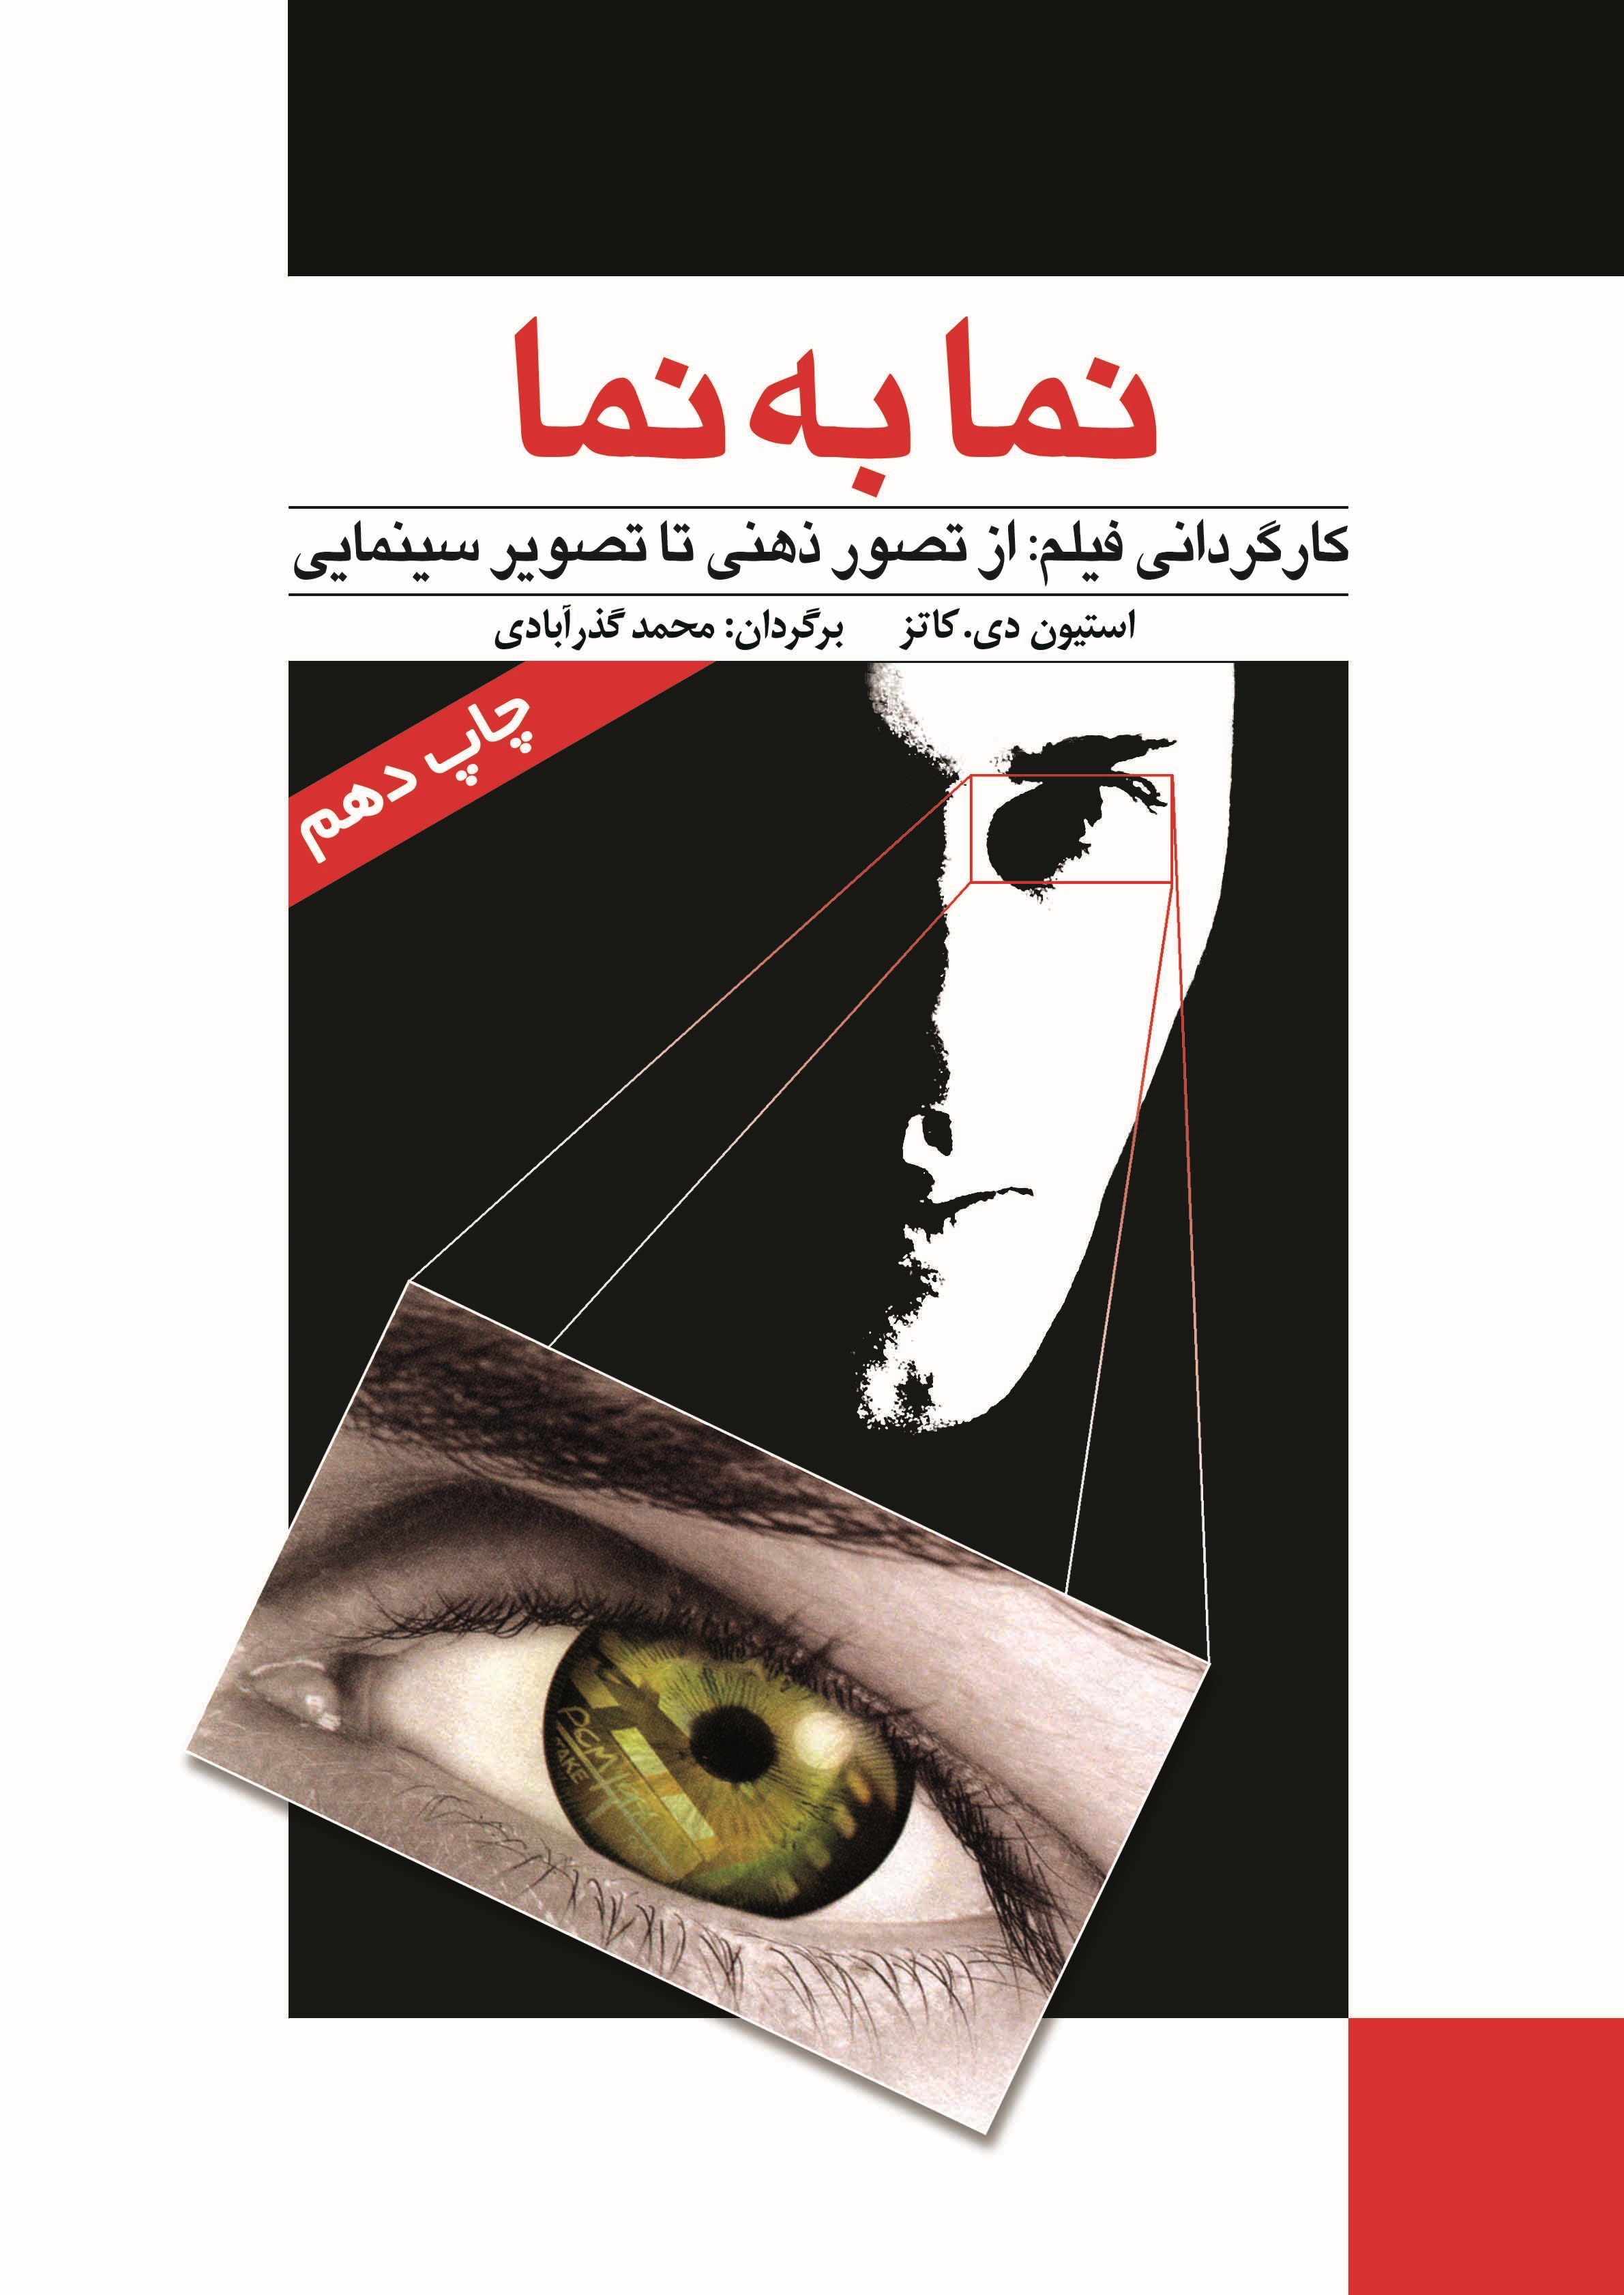 نما به نما
کارگردانی فیلم: از تصور ذهنی تا تصویر سینمایی
استیون دی. کاتز برگردان: محمد گذرآبادی
چاپ دهم
TAKE